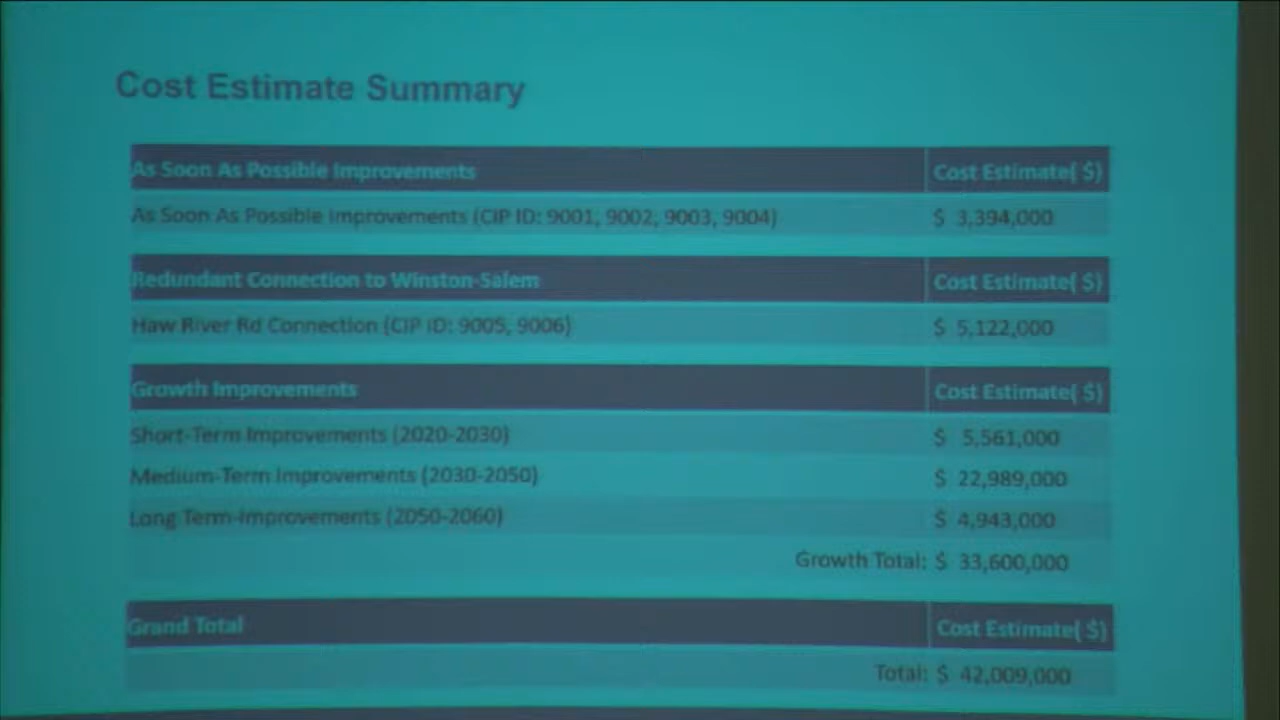 Cost Estimate Summary
As Soon As Possible Improvements Cost Estimate( $)
As Soon As Possible Improvements (CIP ID: 9001, 9002, 9003, 9004) $ 3,394,000
Redundant Connection to Winston-Salem Cost Estimate( $)
Haw River Rd Connection (CIP ID: 9005, 9006) $ 5,122,000
Growth Improvements Cost Estimate( $)
Short-Term Improvements (2020-2030) $ 5,561,000
Medium-Term Improvements (2030-2050) $ 22,989,000
Long Term-Improvements (2050-2060) $ 4,943,000
Growth Total: $ 33,600,000
Grand Total Cost Estimate( $)
Total: $ 42,009,000